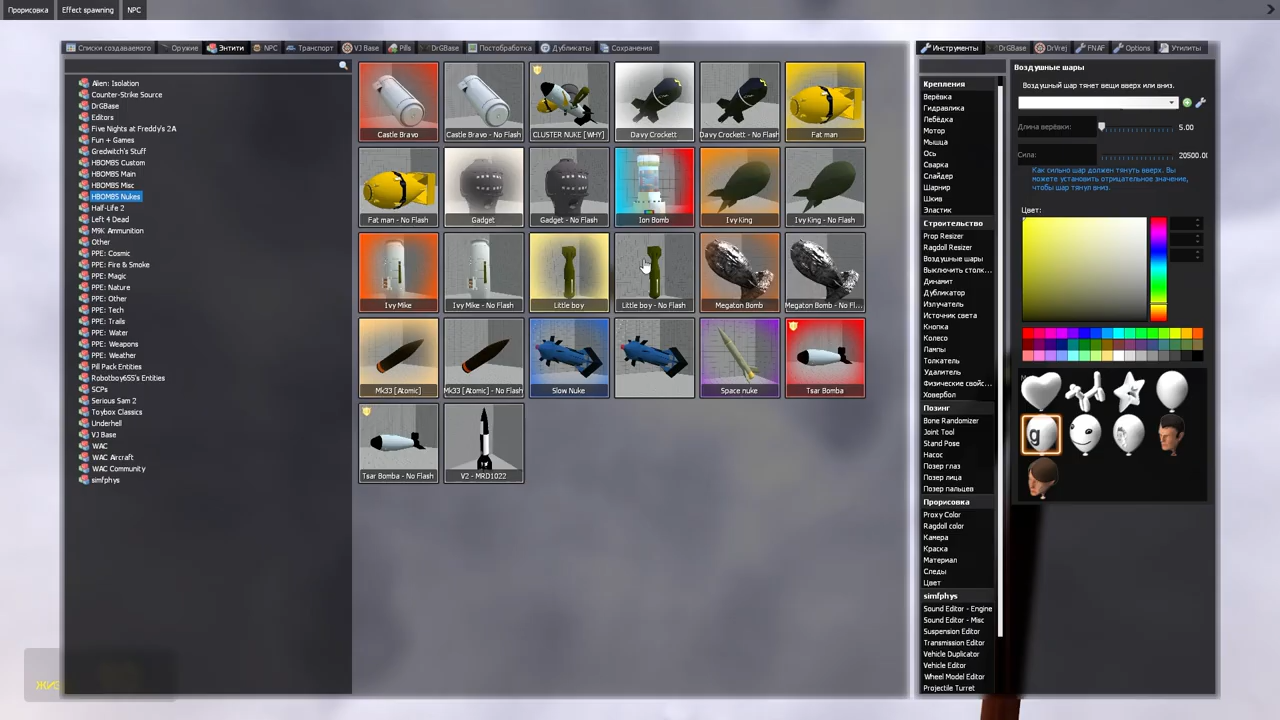 Прорисовка
Effect spawning
NPC
Списки создаваемого
Оружие
Энтити
NPC
Транспорт
VJ Base
Pills
DrGBase
Постобработка
Дубликаты
Сохранения
Alien: Isolation
Counter-Strike Source
DrGBase
Editors
Five Nights at Freddy's 2A
Fun + Games
Gredwitch's Stuff
HBOMBS Custom
HBOMBS Main
HBOMBS Misc
HBOMBS Nukes
Half-Life 2
Left 4 Dead
M9K Ammunition
Other
PPE: Cosmic
PPE: Fire & Smoke
PPE: Magic
PPE: Nature
PPE: Other
PPE: Tech
PPE: Trails
PPE: Water
PPE: Weapons
PPE: Weather
Pill Pack Entities
Robotboy655's Entities
SCPs
Serious Sam 2
Toybox Classics
Underhell
VJ Base
WAC
WAC Aircraft
WAC Community
simfphys
Castle Bravo
Castle Bravo - No Flash
CLUSTER NUKE [WHY]
Davy Crockett
Davy Crockett - No Flash
Fat man
Fat man - No Flash
Gadget
Gadget - No Flash
Ion Bomb
Ivy King
Ivy King - No Flash
Ivy Mike
Ivy Mike - No Flash
Little boy
Little boy - No Flash
Megaton Bomb
Megaton Bomb - No Fl...
Mk33 [Atomic]
Mk33 [Atomic] - No Flash
Slow Nuke
Space nuke
Tsar Bomba
Tsar Bomba - No Flash
V2 - MRD1022
Инструменты
DrGBase
DrVrej
FNAF
Options
Утилиты
Крепления
Верёвка
Гидравлика
Лебёдка
Мотор
Мышца
Ось
Сварка
Слайдер
Шарнир
Шкив
Эластик
Строительство
Prop Resizer
Ragdoll Resizer
Воздушные шары
Выключить столк...
Динамит
Дубликатор
Излучатель
Источник света
Кнопка
Колесо
Лампы
Толкатель
Удалитель
Физические свойс...
Ховербол
Позинг
Bone Randomizer
Joint Tool
Stand Pose
Насос
Позер глаз
Позер лица
Позер пальцев
Прорисовка
Proxy Color
Ragdoll color
Камера
Краска
Материал
Следы
Цвет
simfphys
Sound Editor - Engine
Sound Editor - Misc
Suspension Editor
Transmission Editor
Vehicle Duplicator
Vehicle Editor
Wheel Model Editor
Projectile Turret
Воздушные шары
Воздушный шар тянет вещи вверх или вниз.
Длина верёвки:
5.00
Сила:
20500.0
Как сильно шар должен тянуть вверх. Вы
можете установить отрицательное значение,
чтобы шар тянул вниз.
Цвет:
g